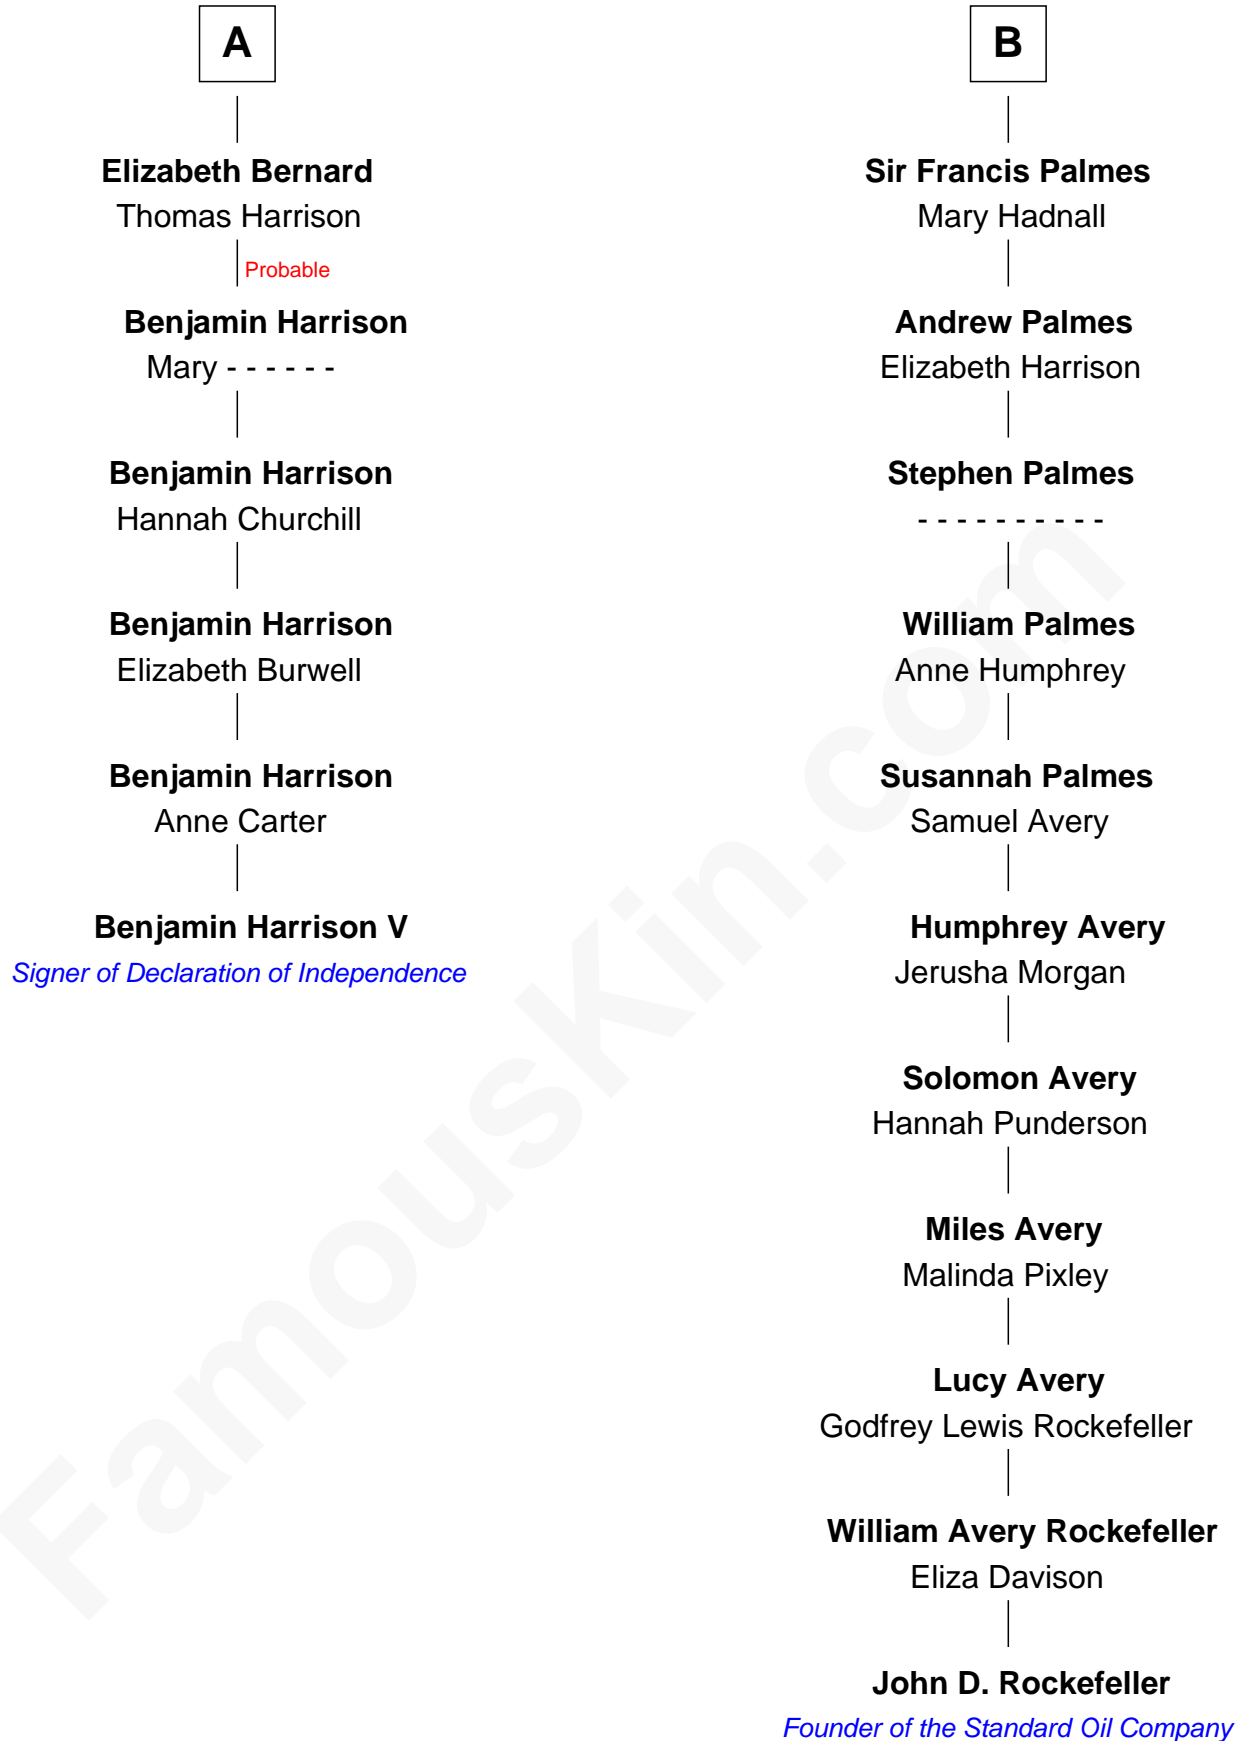 A
Elizabeth Bernard
Thomas Harrison
Probable
Benjamin Harrison
Mary - - - - - -
Benjamin Harrison
Hannah Churchill
Benjamin Harrison
Elizabeth Burwell
Benjamin Harrison
Anne Carter
Benjamin Harrison V
Signer of Declaration of Independence
B
Sir Francis Palmes
Mary Hadnall
Andrew Palmes
Elizabeth Harrison
Stephen Palmes
- - - - - - - - - -
William Palmes
Anne Humphrey
Susannah Palmes
Samuel Avery
Humphrey Avery
Jerusha Morgan
Solomon Avery
Hannah Punderson
Miles Avery
Malinda Pixley
Lucy Avery
Godfrey Lewis Rockefeller
William Avery Rockefeller
Eliza Davison
John D. Rockefeller
Founder of the Standard Oil Company
FamousKin.com